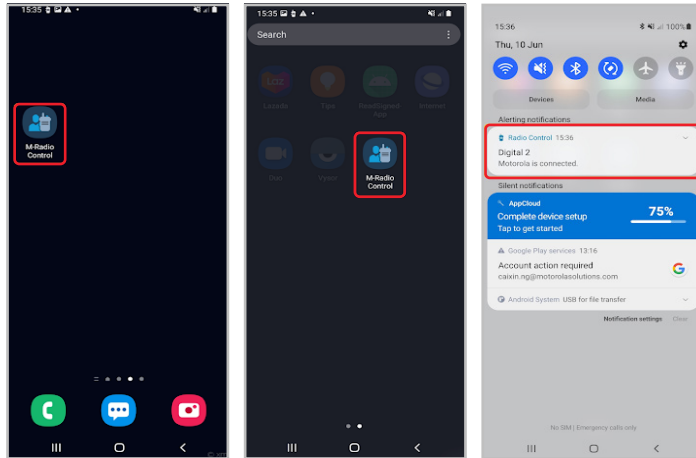 15:35
M-Radio
Control
15:35
Search
Lazada
Tips
RoadSigned
App
Internet
Duo
Vysor
M-Radio
Control
15:36
100%
Thu, 10 Jun
Devices
Media
Alerting notifications
Radio Control 15:36
Digital 2
Motorola is connected.
Silent notifications
AppCloud
Complete device setup
Tap to get started
75%
Google Play services 13:16
Account action required
caixin.ng@motorolasolutions.com
Android System USB for file transfer
Notification settings Clear
No SIM | Emergency calls only